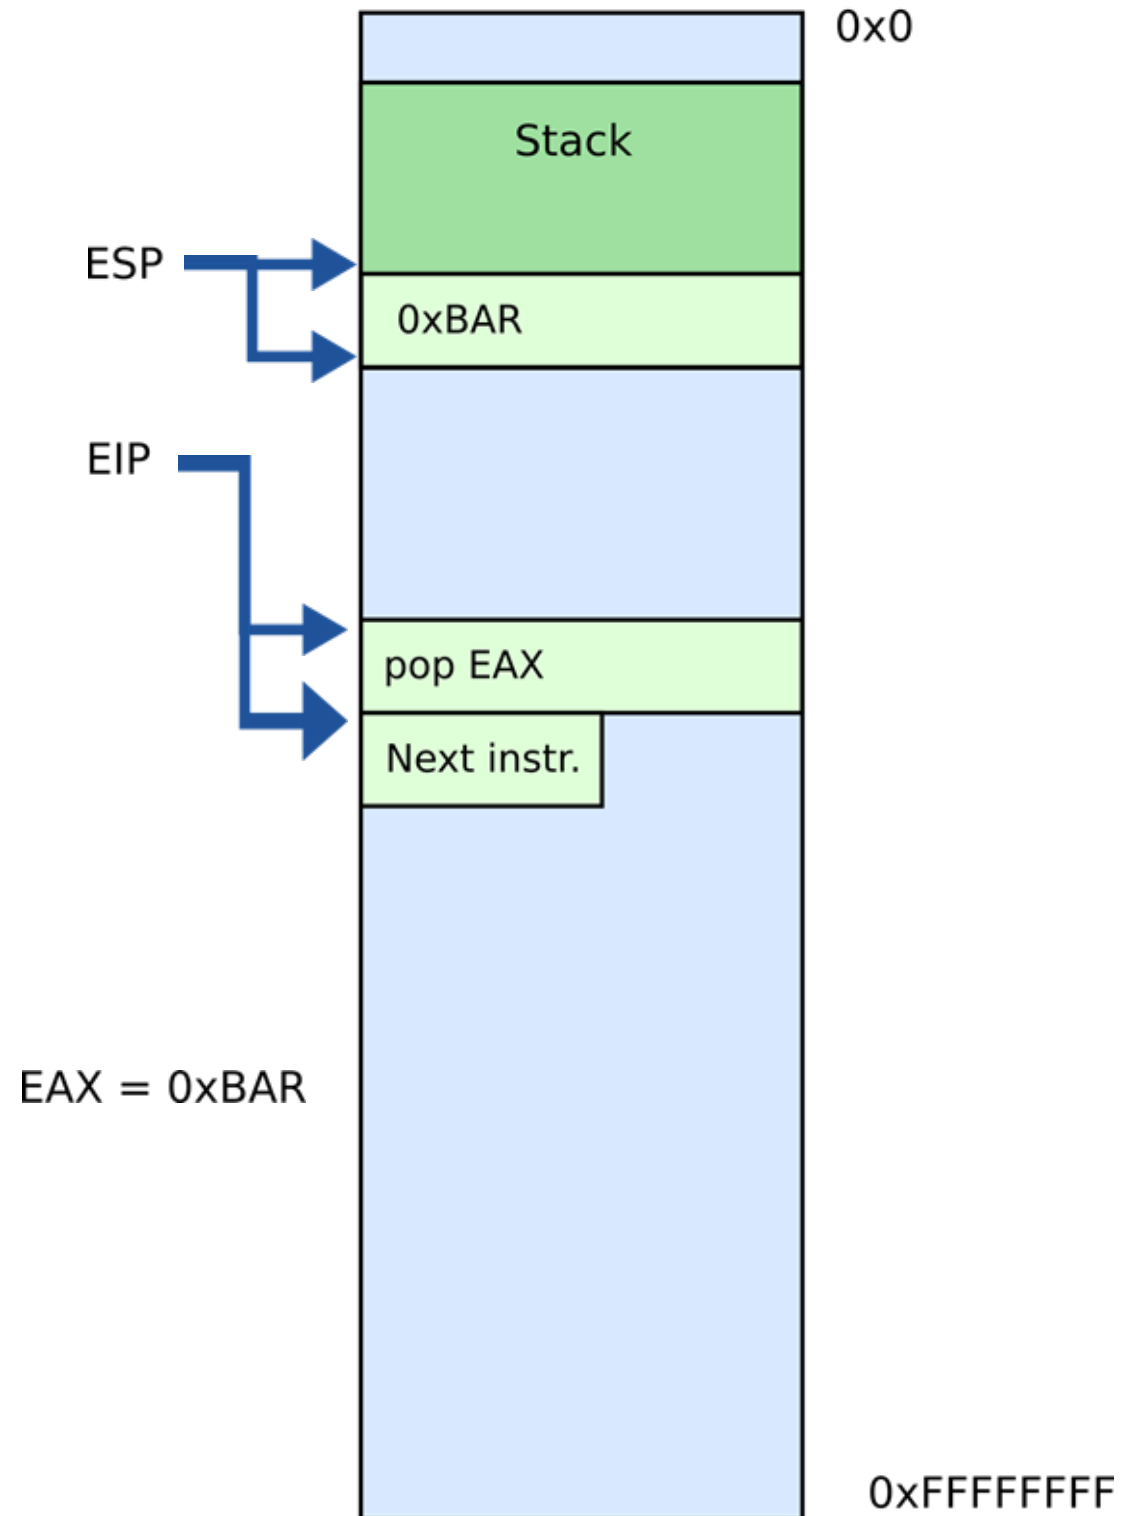 0x0
Stack
ESP
0xBAR
EIP
pop EAX
Next instr.
EAX = 0xBAR
0xFFFFFFFF